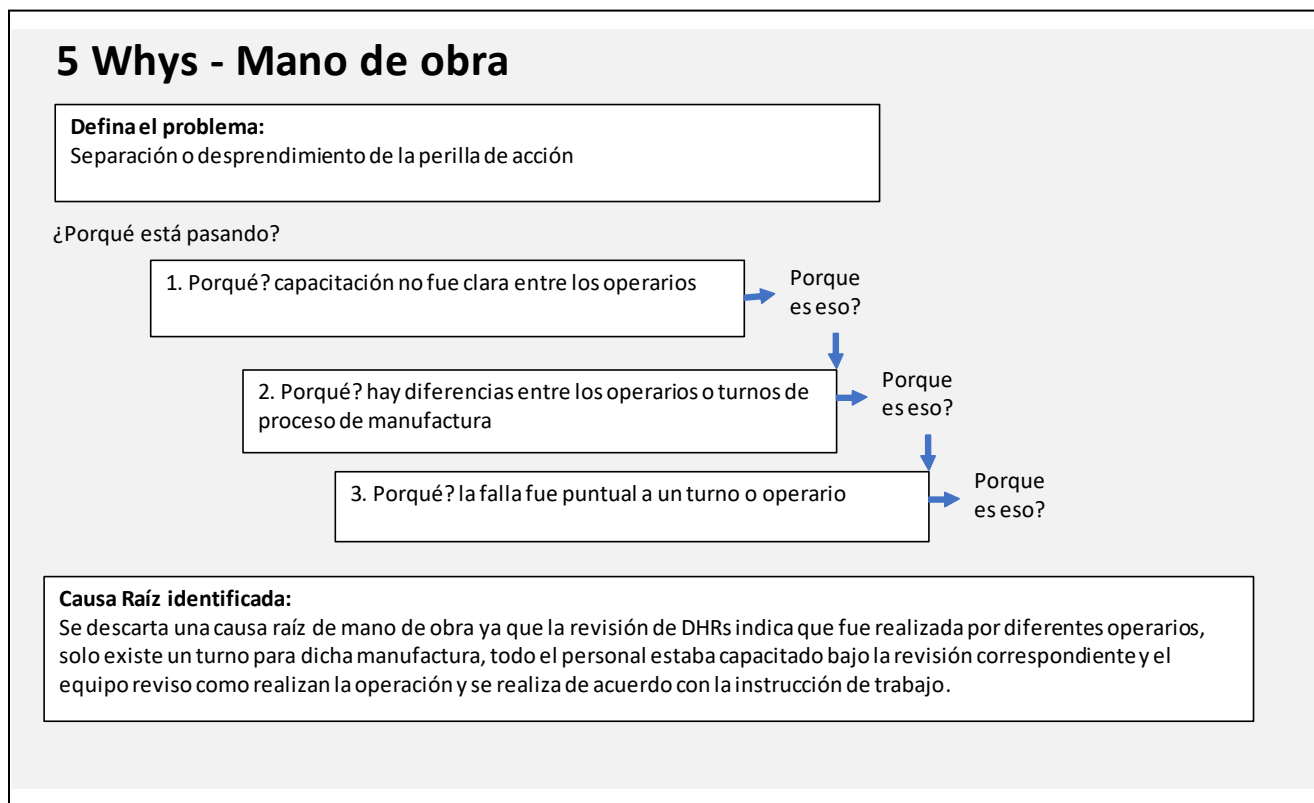 5 Whys - Mano de obra
Defina el problema:
Separación o desprendimiento de la perilla de acción
¿Porqué está pasando?
1. Porqué? capacitación no fue clara entre los operarios
Porque
es eso?
2. Porqué? hay diferencias entre los operarios o turnos de
proceso de manufactura
Porque
es eso?
3. Porqué? la falla fue puntual a un turno o operario
Porque
es eso?
Causa Raíz identificada:
Se descarta una causa raíz de mano de obra ya que la revisión de DHRs indica que fue realizada por diferentes operarios,
solo existe un turno para dicha manufactura, todo el personal estaba capacitado bajo la revisión correspondiente y el
equipo reviso como realizan la operación y se realiza de acuerdo con la instrucción de trabajo.